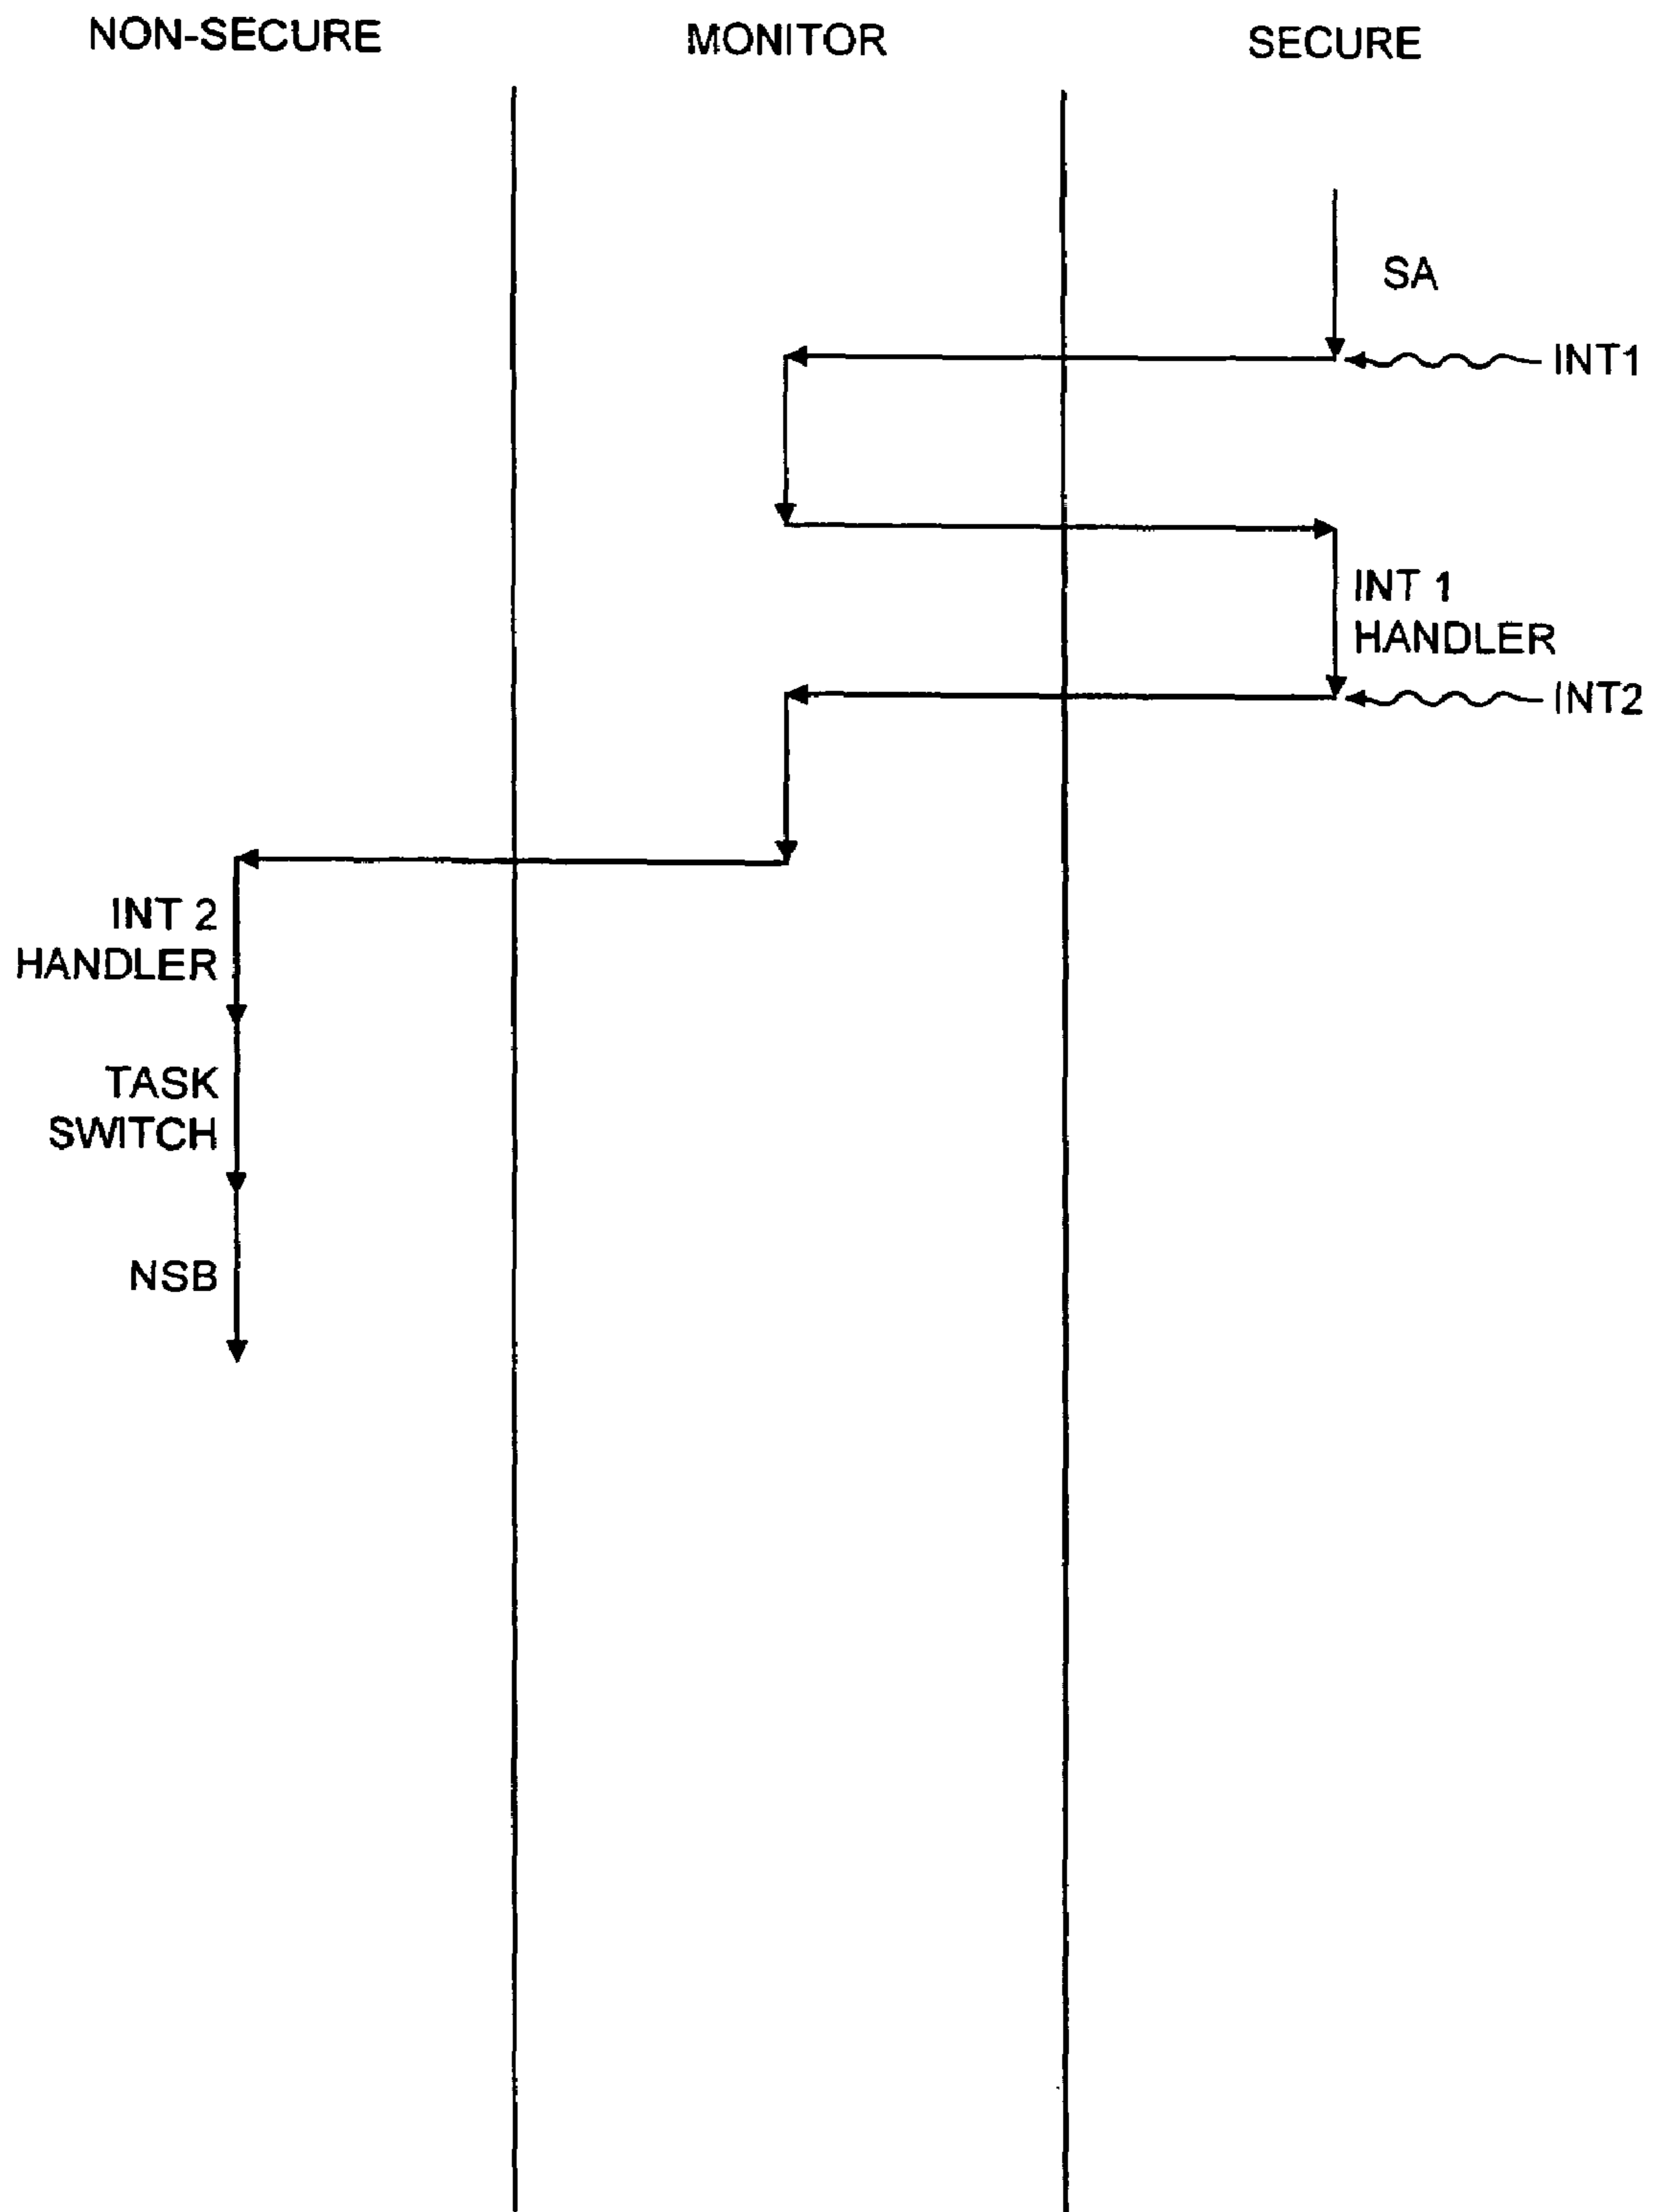 NON-SECURE
MONITOR
SECURE
SA
INT1
INT 1
HANDLER
INT2
INT 2
HANDLER
TASK
SWITCH
NSB